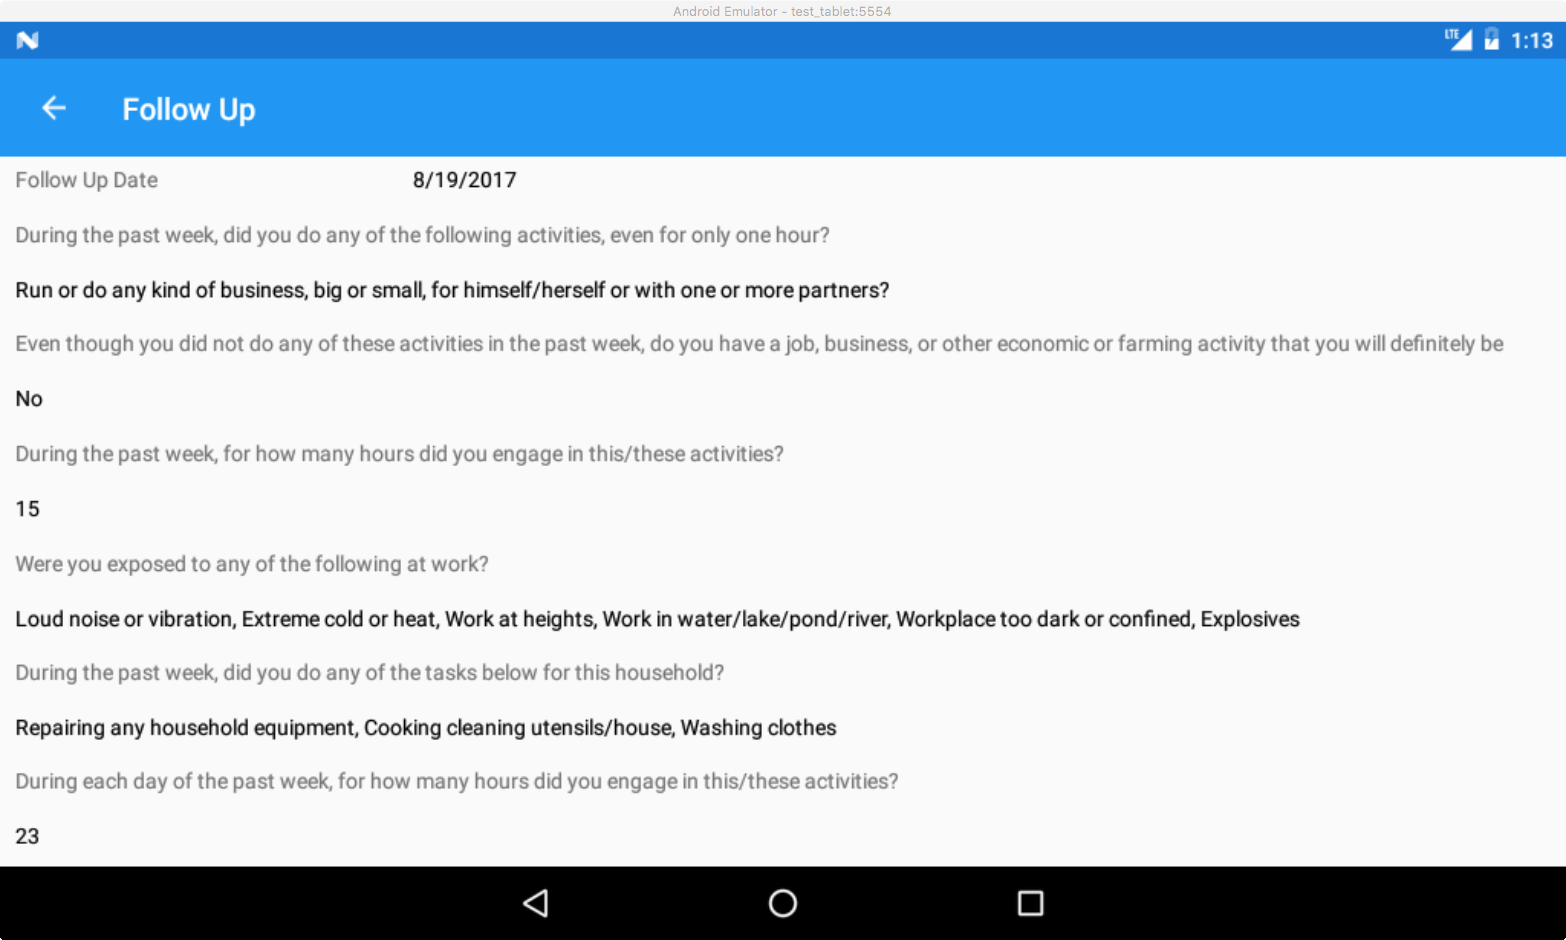 Android Emulator - test_tablet:5554
LTE 1:13
Follow Up
Follow Up Date 8/19/2017
During the past week, did you do any of the following activities, even for only one hour?
Run or do any kind of business, big or small, for himself/herself or with one or more partners?
Even though you did not do any of these activities in the past week, do you have a job, business, or other economic or farming activity that you will definitely be
No
During the past week, for how many hours did you engage in this/these activities?
15
Were you exposed to any of the following at work?
Loud noise or vibration, Extreme cold or heat, Work at heights, Work in water/lake/pond/river, Workplace too dark or confined, Explosives
During the past week, did you do any of the tasks below for this household?
Repairing any household equipment, Cooking cleaning utensils/house, Washing clothes
During each day of the past week, for how many hours did you engage in this/these activities?
23